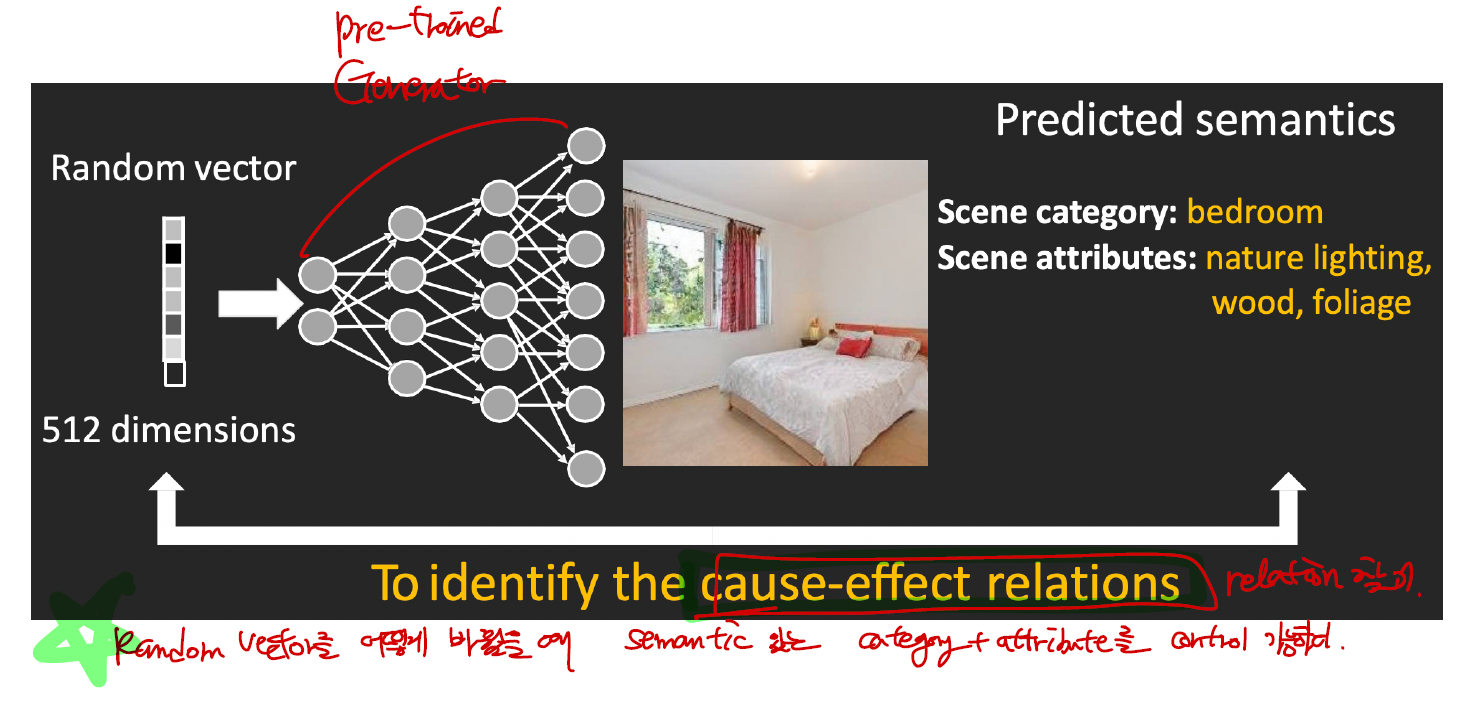 pre-trained
Generator
Predicted semantics
Random vector
Scene category: bedroom
Scene attributes: nature lighting,
wood, foliage
512 dimensions
To identify the cause-effect relations
relation 찾기.
Random vector를 어떻게 바꿨을 때 semantic 있는 category + attribute를 control 가능하지.